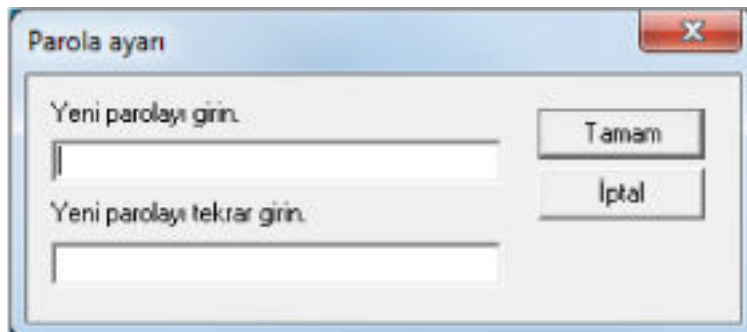 Parola ayarı
Yeni parolayı girin.
Tamam
İptal
Yeni parolayı tekrar girin.